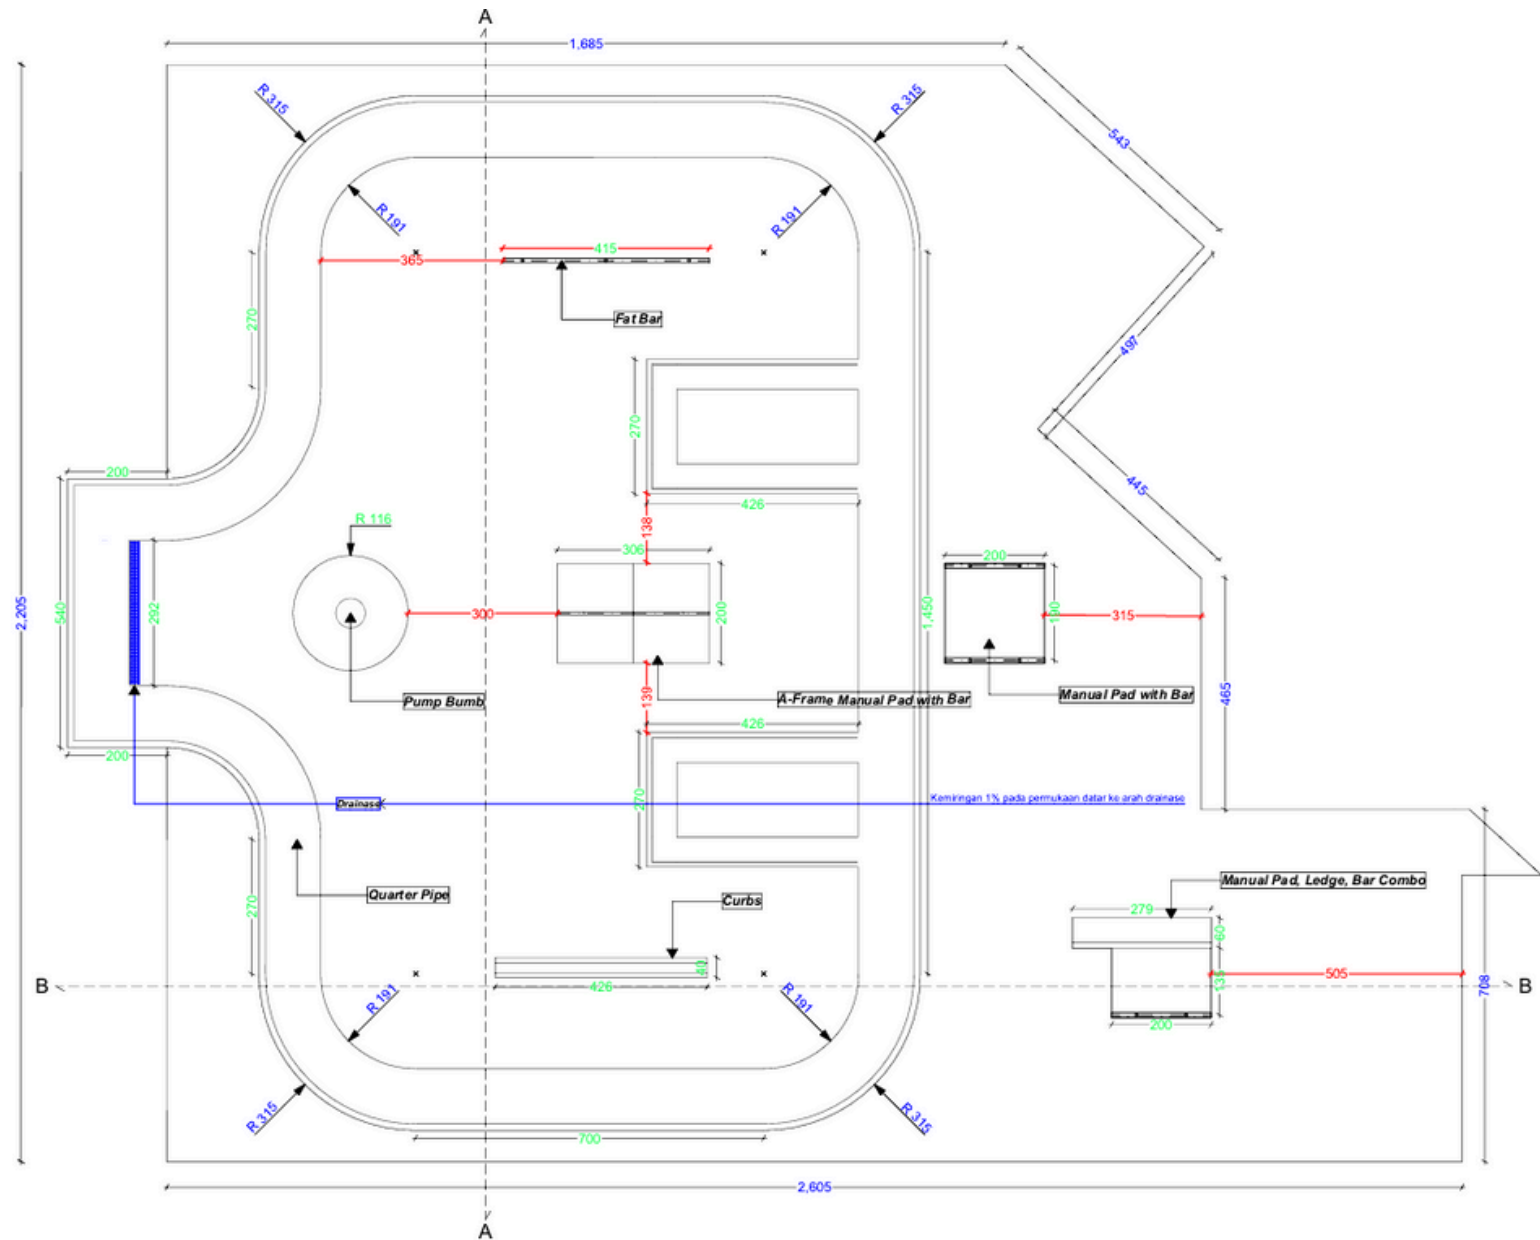 A
1,685
R 315
R 315
543
R 191
R 191
415
365
Fat Bar
270
497
270
200
426
445
138
R 116
306
200
2,205
540
292
300
200
1,450
190
315
Pump Bumb
139
A-Frame Manual Pad with Bar
Manual Pad with Bar
465
426
200
270
Drainase
Kemiringan 1% pada permukaan datar ke arah drainase
Quarter Pipe
Curbs
Manual Pad, Ledge, Bar Combo
270
279
60
40
505
B
426
135
708
B
R 191
R 191
200
R 315
R 315
700
2,605
A